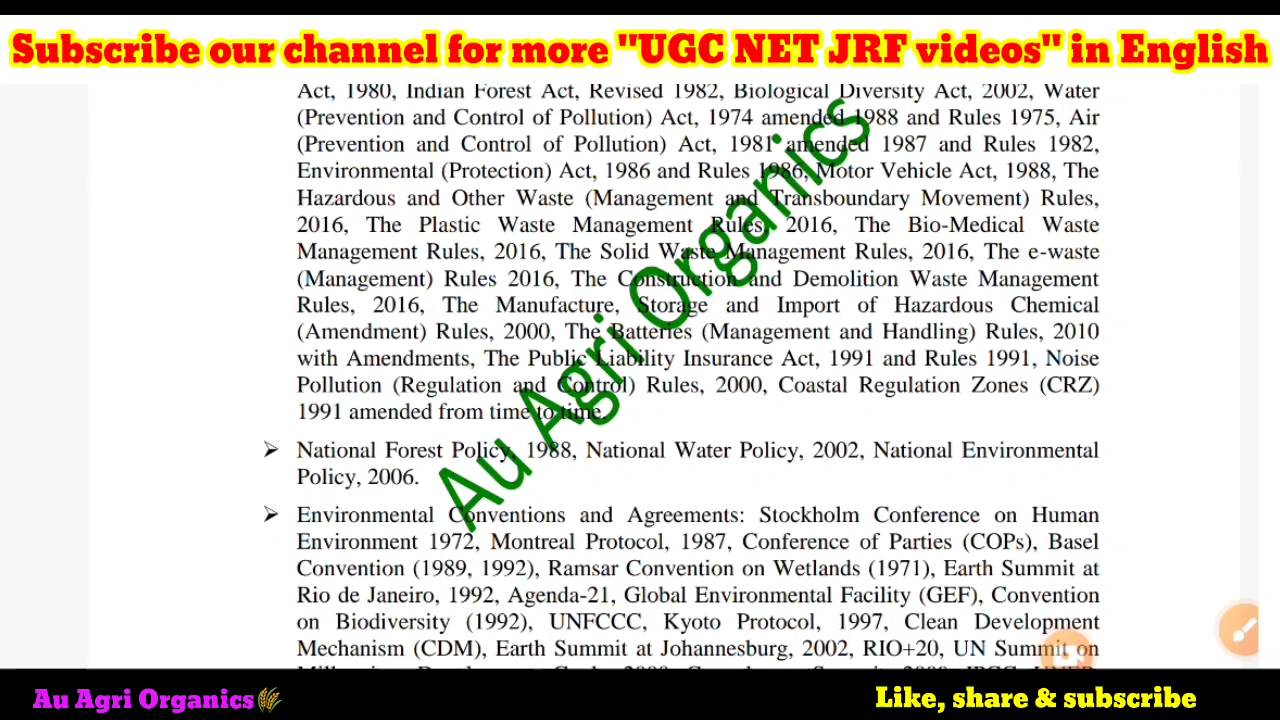 Subscribe our channel for more "UGC NET JRF videos" in English
Act, 1980, Indian Forest Act, Revised 1982, Biological Diversity Act, 2002, Water
(Prevention and Control of Pollution) Act, 1974 amended 1988 and Rules 1975, Air
(Prevention and Control of Pollution) Act, 1981 amended 1987 and Rules 1982,
Environmental (Protection) Act, 1986 and Rules 1986, Motor Vehicle Act, 1988, The
Hazardous and Other Waste (Management and Transboundary Movement) Rules,
2016, The Plastic Waste Management Rules, 2016, The Bio-Medical Waste
Management Rules, 2016, The Solid Waste Management Rules, 2016, The e-waste
(Management) Rules 2016, The Construction and Demolition Waste Management
Rules, 2016, The Manufacture, Storage and Import of Hazardous Chemical
(Amendment) Rules, 2000, The Batteries (Management and Handling) Rules, 2010
with Amendments, The Public Liability Insurance Act, 1991 and Rules 1991, Noise
Pollution (Regulation and Control) Rules, 2000, Coastal Regulation Zones (CRZ)
1991 amended from time to time.
➢ National Forest Policy, 1988, National Water Policy, 2002, National Environmental
Policy, 2006.
➢ Environmental Conventions and Agreements: Stockholm Conference on Human
Environment 1972, Montreal Protocol, 1987, Conference of Parties (COPs), Basel
Convention (1989, 1992), Ramsar Convention on Wetlands (1971), Earth Summit at
Rio de Janeiro, 1992, Agenda-21, Global Environmental Facility (GEF), Convention
on Biodiversity (1992), UNFCCC, Kyoto Protocol, 1997, Clean Development
Mechanism (CDM), Earth Summit at Johannesburg, 2002, RIO+20, UN Summit on
Au Agri Organics
Au Agri Organics
Like, share & subscribe